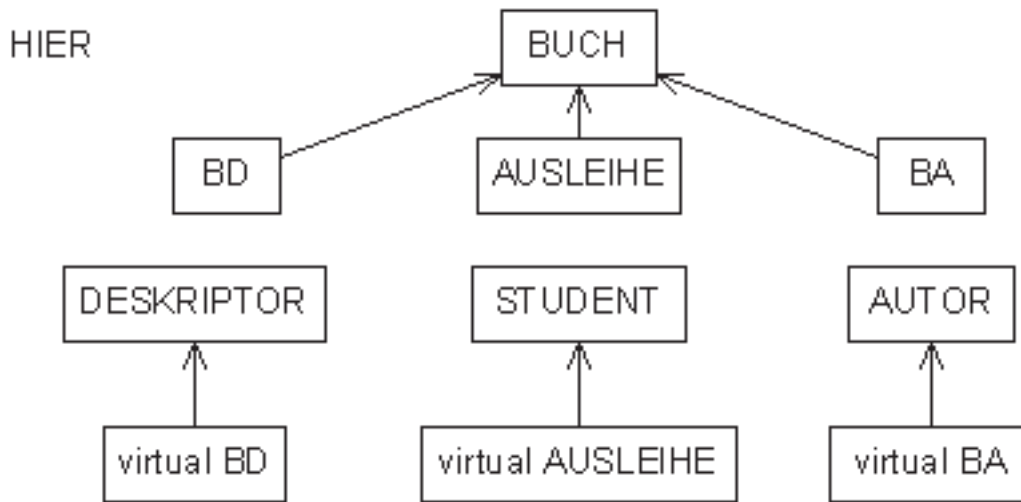 HIER
BUCH
BD
AUSLEIHE
BA
DESKRIPTOR
STUDENT
AUTOR
virtual BD
virtual AUSLEIHE
virtual BA